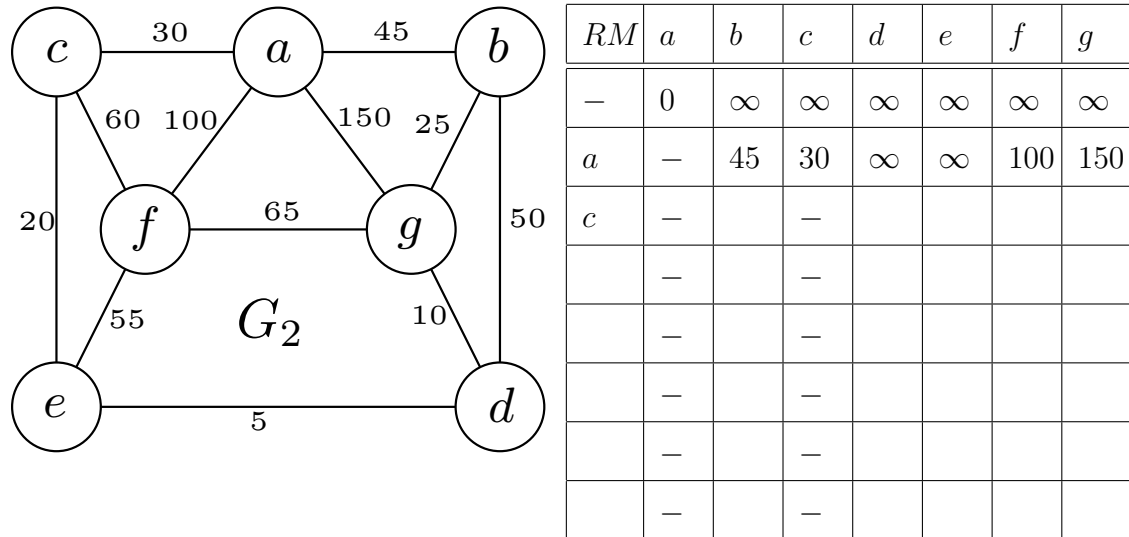 c 30 a 45 b
60 100 150 25
20 f 65 g 50
55 G₂ 10
e 5 d
RM a b c d e f g
− 0 ∞ ∞ ∞ ∞ ∞ ∞
a − 45 30 ∞ ∞ 100 150
c − −
− −
− −
− −
− −
− −